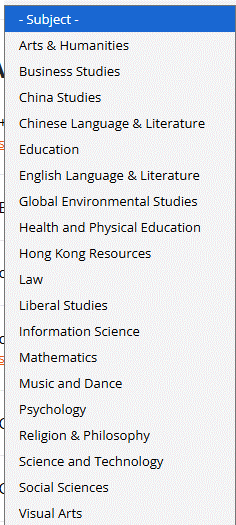 - Subject -
Arts & Humanities
Business Studies
China Studies
Chinese Language & Literature
Education
English Language & Literature
Global Environmental Studies
Health and Physical Education
Hong Kong Resources
Law
Liberal Studies
Information Science
Mathematics
Music and Dance
Psychology
Religion & Philosophy
Science and Technology
Social Sciences
Visual Arts